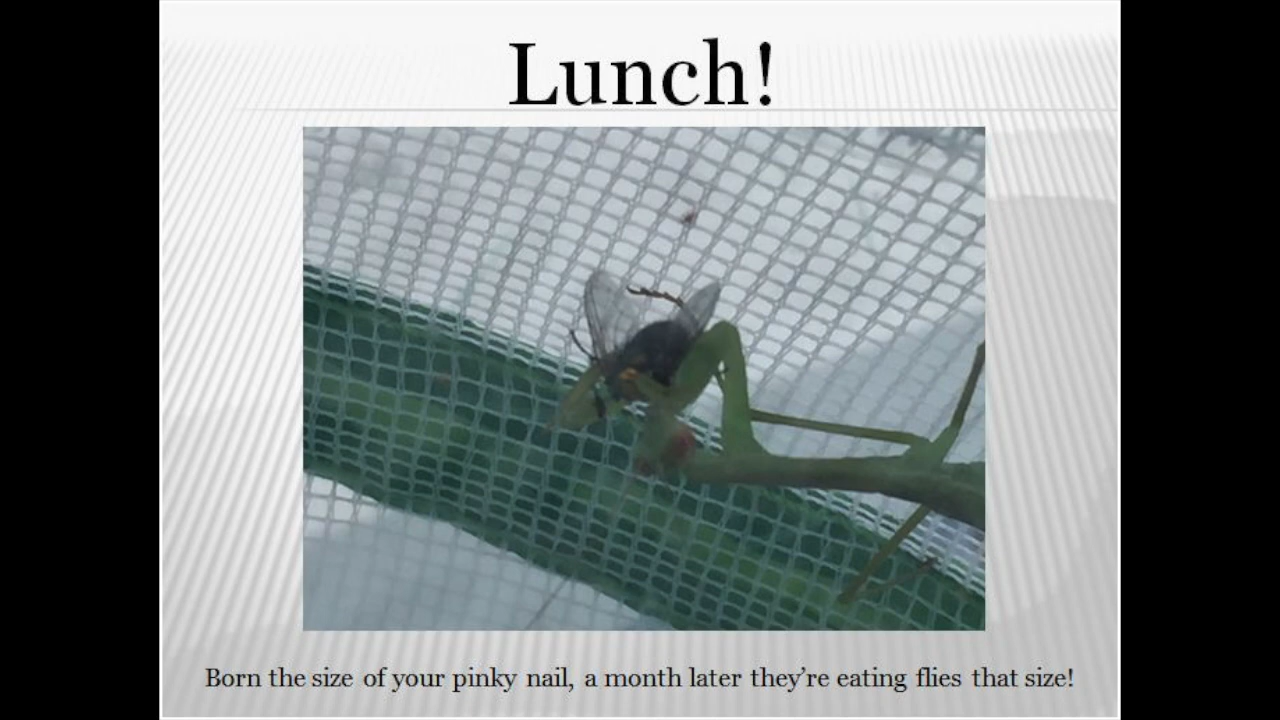 Lunch!
Born the size of your pinky nail, a month later they’re eating flies that size!